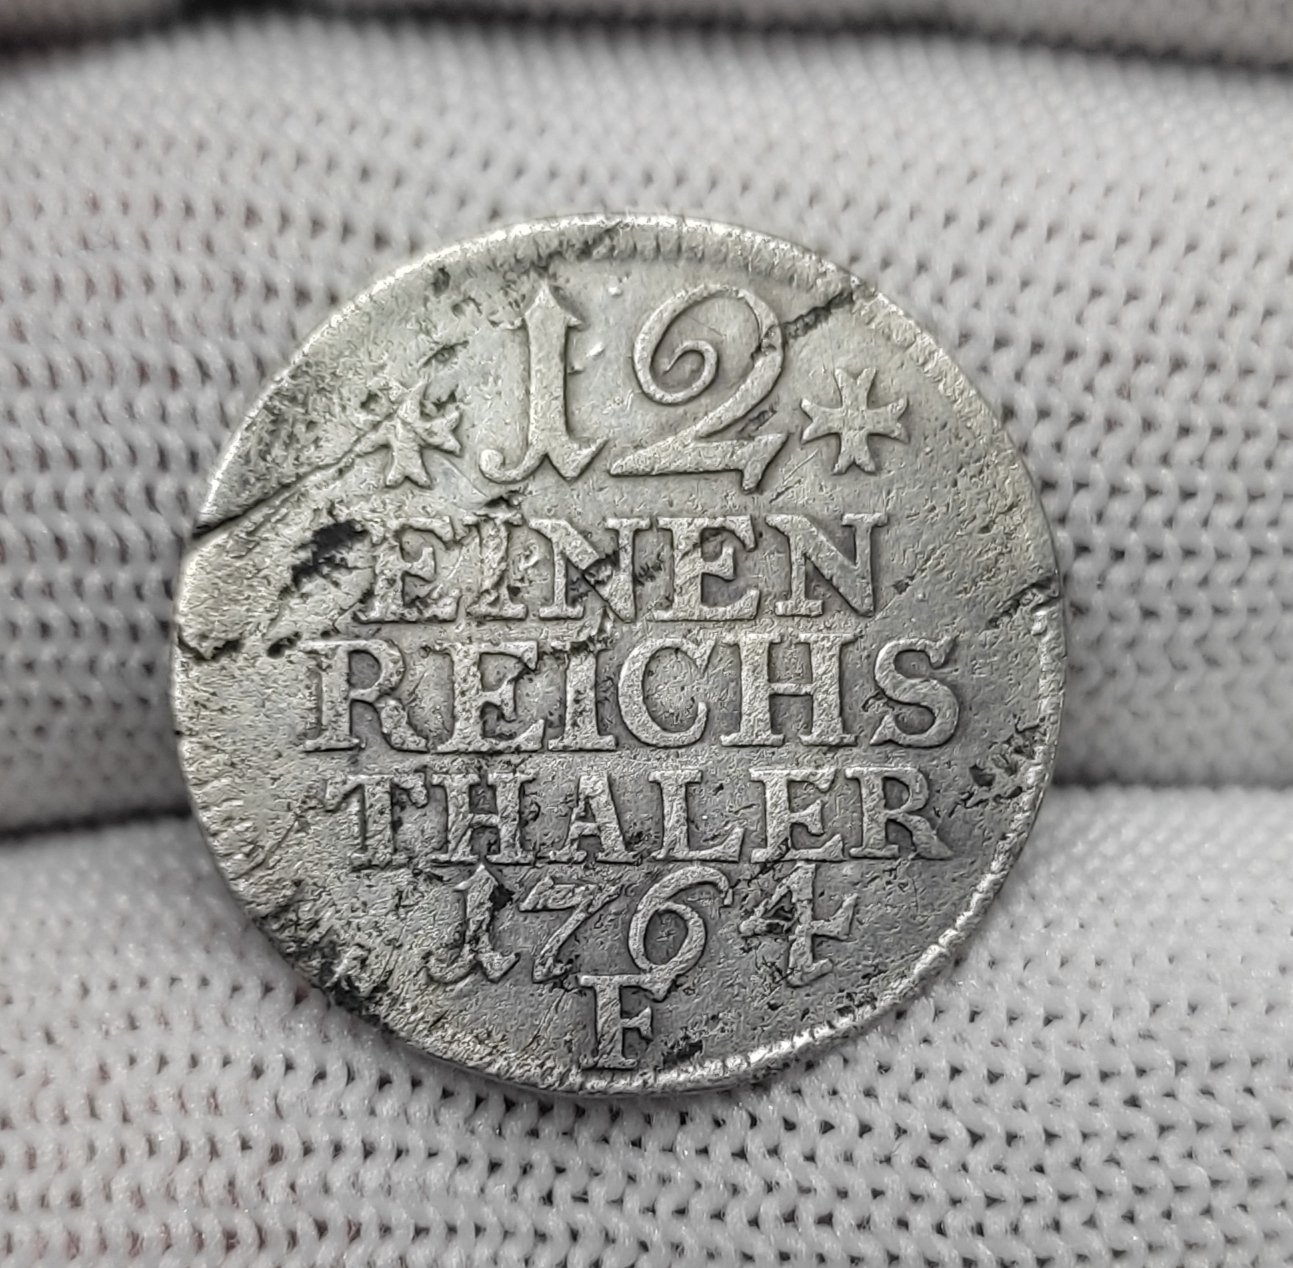 12
EINEN
REICHS
THALER
1764
F